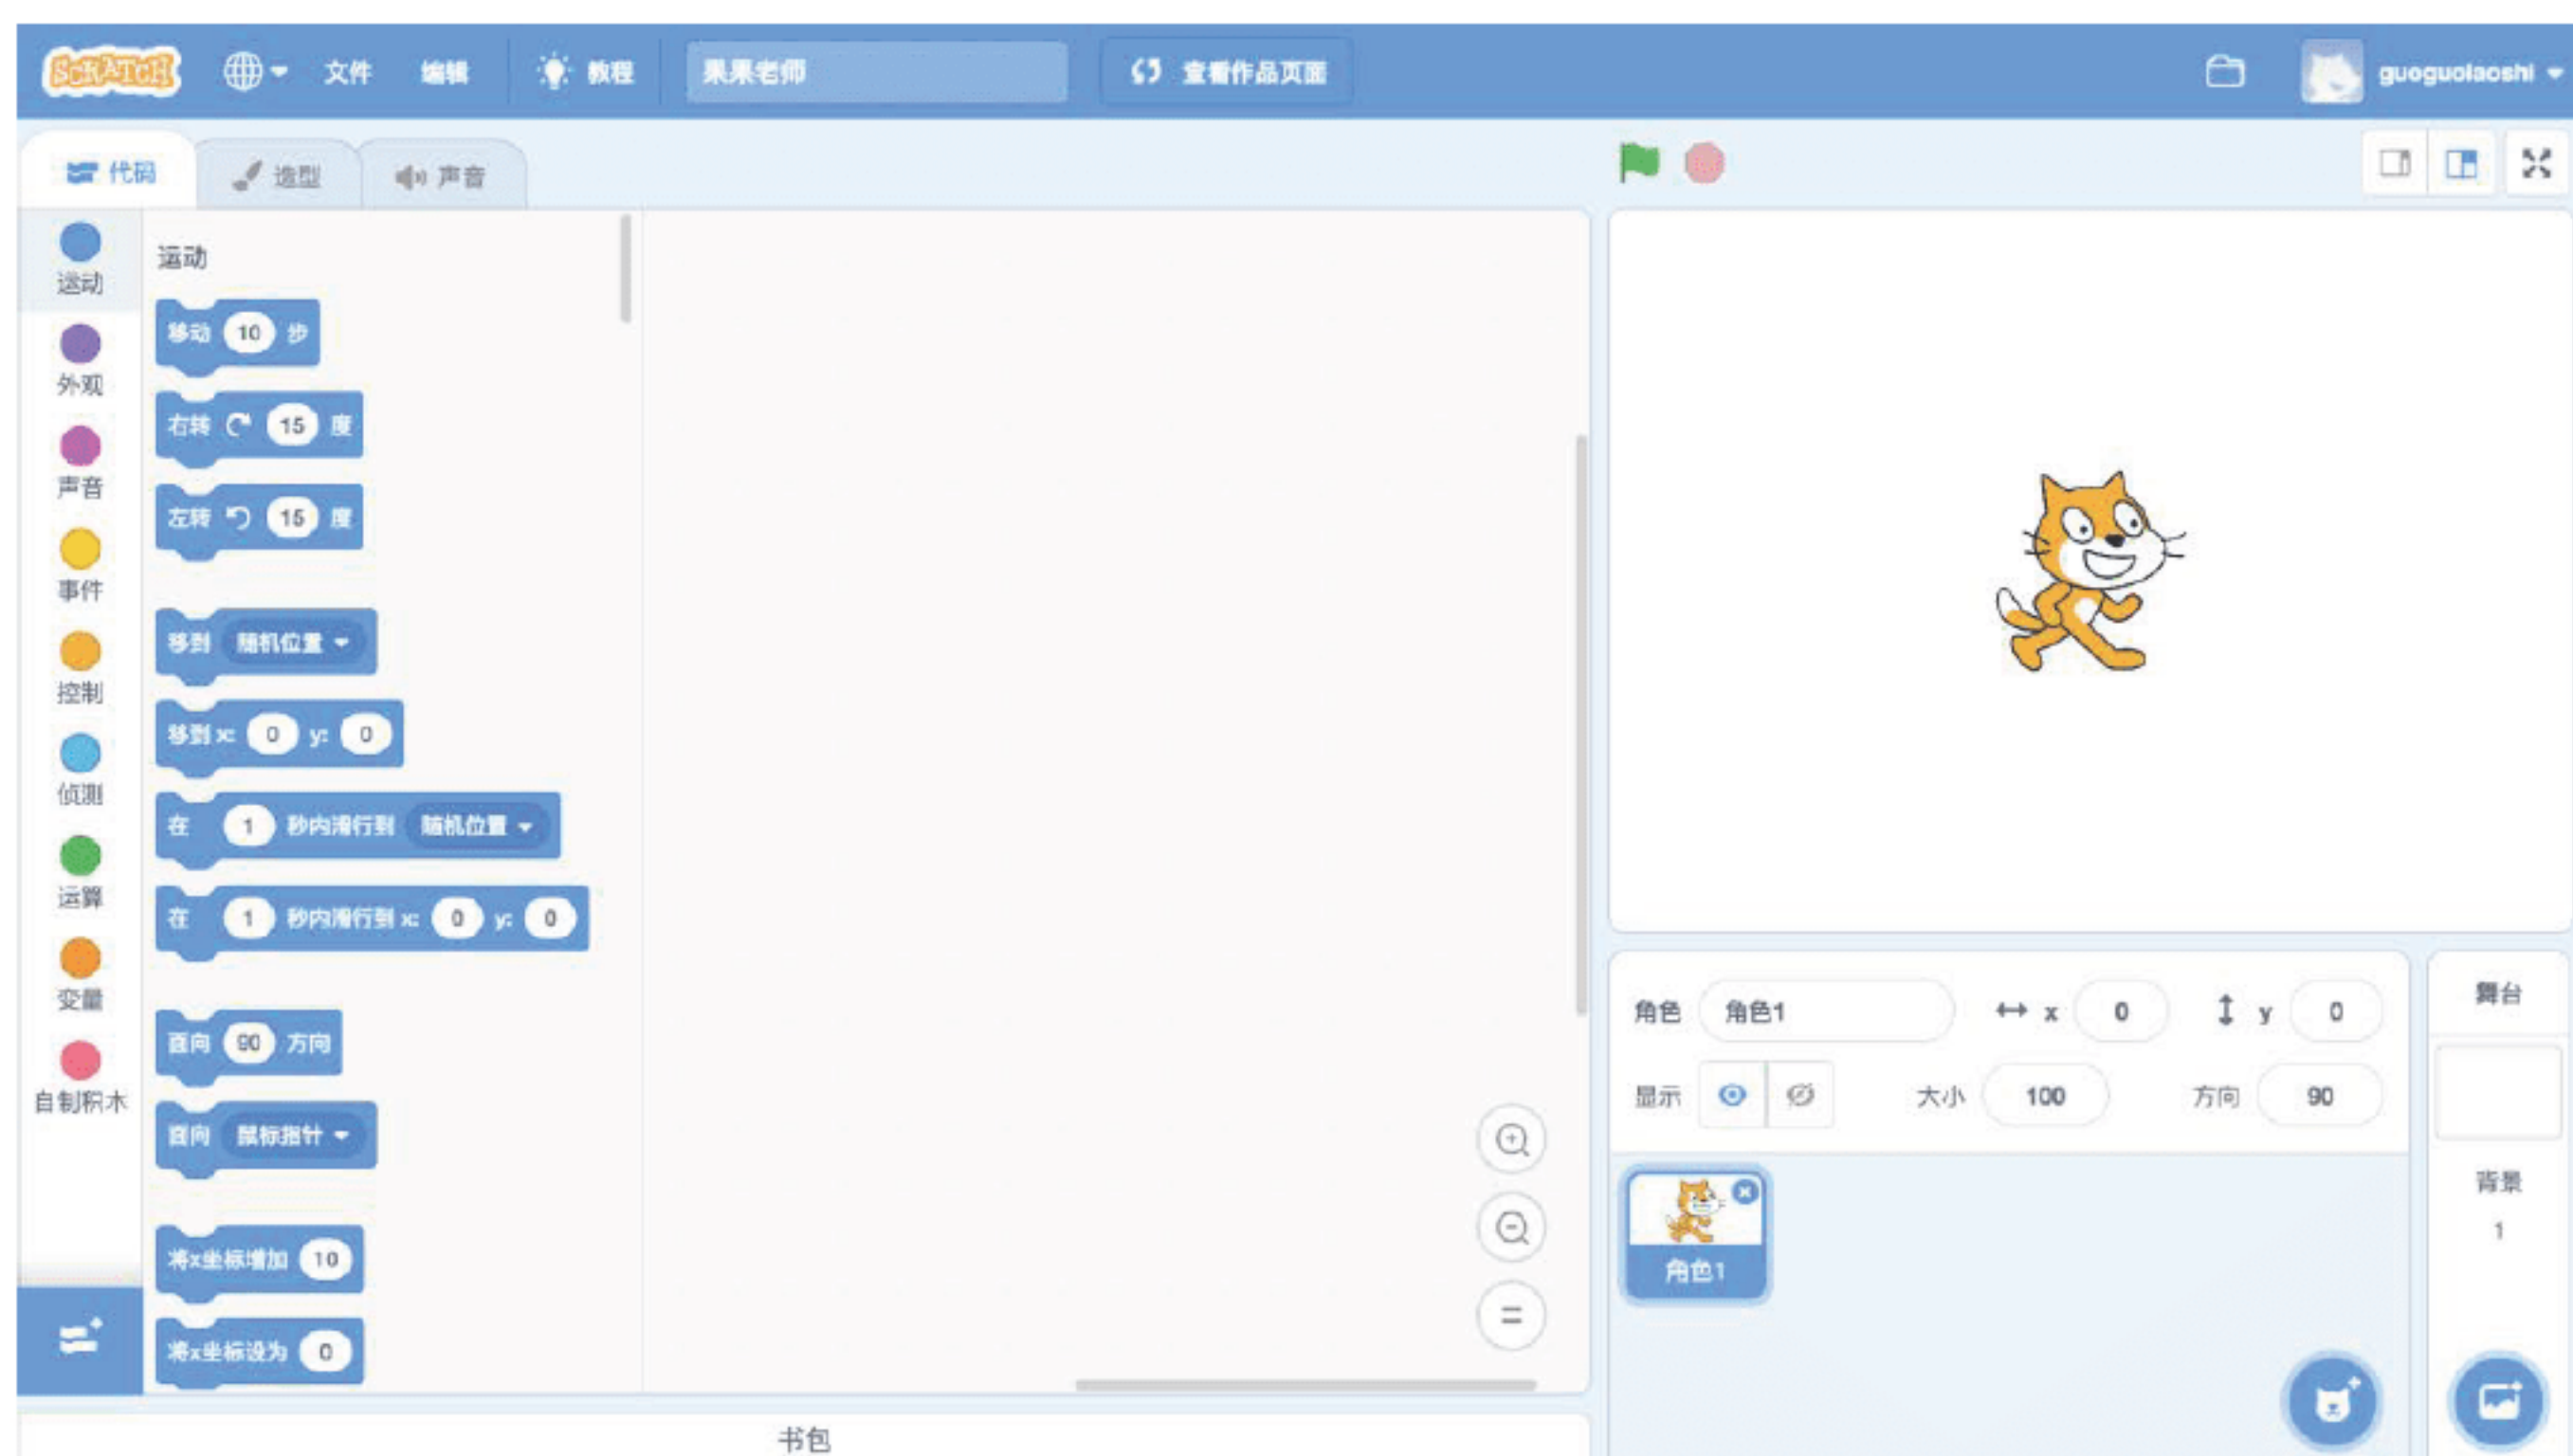 SCRATCH 文件 编辑 教程 果果老师 查看作品页面 guoguolaoshi
代码 造型 声音
运动
外观
声音
事件
控制
侦测
运算
变量
自制积木
运动
移动 10 步
右转 15 度
左转 15 度
移到 随机位置
移到 x: 0 y: 0
在 1 秒内滑行到 随机位置
在 1 秒内滑行到 x: 0 y: 0
面向 90 方向
面向 鼠标指针
将x坐标增加 10
将x坐标设为 0
书包
角色 角色1 x 0 y 0
显示 大小 100 方向 90
角色1
舞台
背景
1